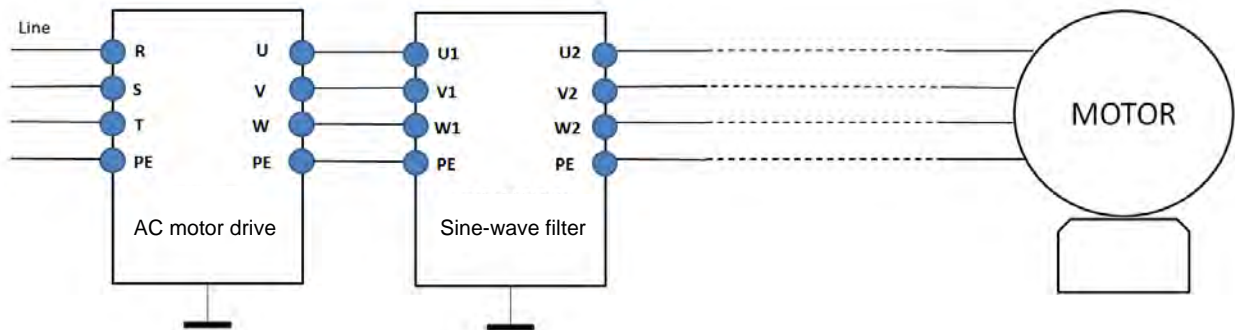 Line
R U U1 U2
S V V1 V2
MOTOR
T W W1 W2
PE PE PE PE
AC motor drive Sine-wave filter